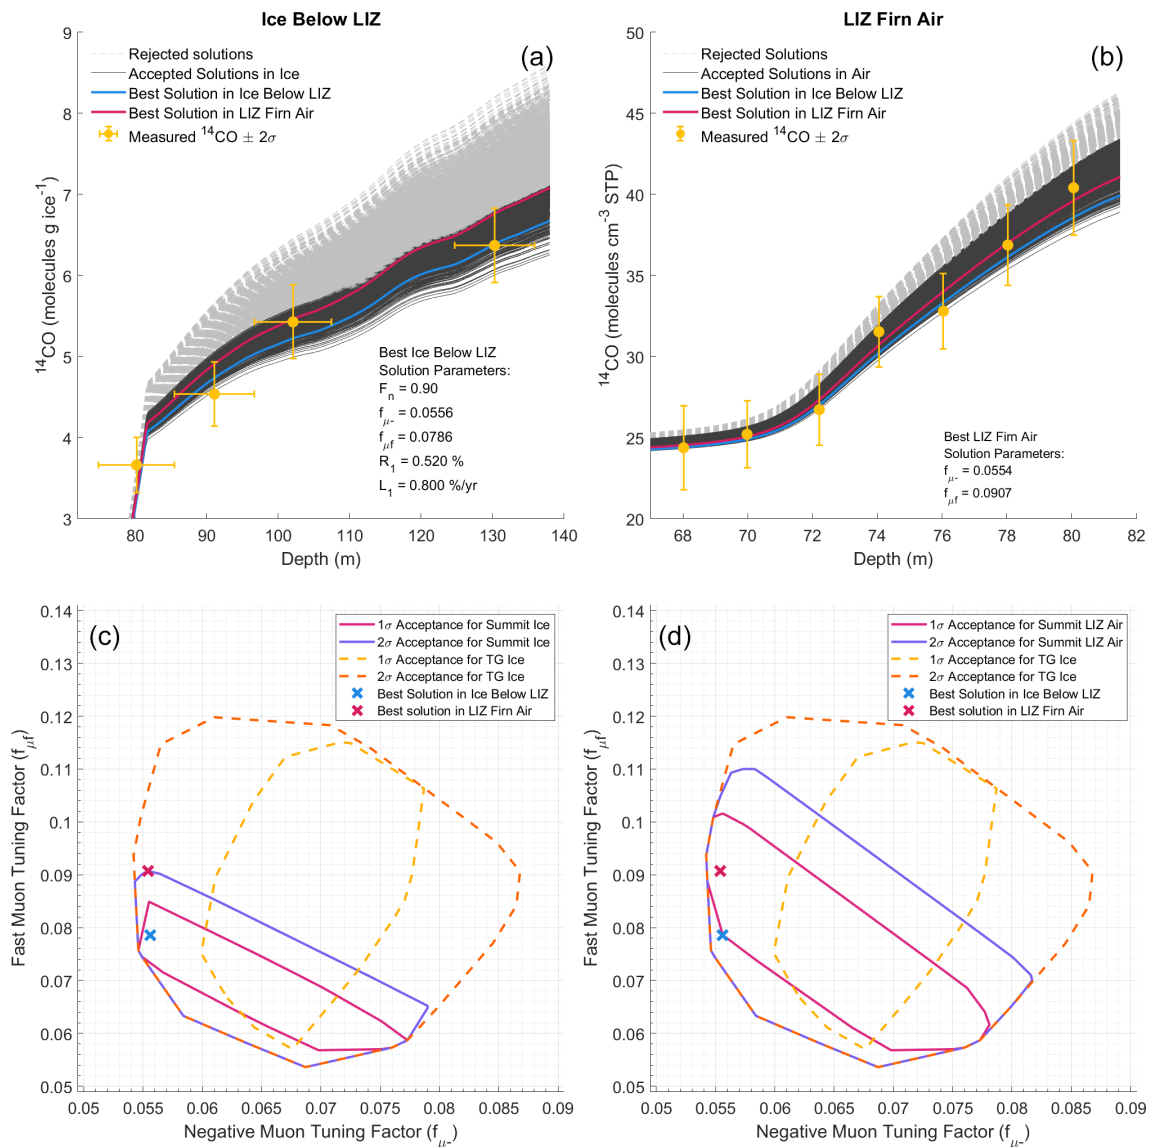 Ice Below LIZ
(a)
Rejected solutions
Accepted Solutions in Ice
Best Solution in Ice Below LIZ
Best Solution in LIZ Firn Air
Measured ¹⁴CO ± 2σ
¹⁴CO (molecules g ice⁻¹)
9
8
7
6
5
4
3
Best Ice Below LIZ
Solution Parameters:
Fₙ = 0.90
f_μ- = 0.0556
f_μf = 0.0786
R₁ = 0.520 %
L₁ = 0.800 %/yr
80 90 100 110 120 130 140
Depth (m)
LIZ Firn Air
(b)
Rejected solutions
Accepted Solutions in Air
Best Solution in Ice Below LIZ
Best Solution in LIZ Firn Air
Measured ¹⁴CO ± 2σ
¹⁴CO (molecules cm⁻³ STP)
50
45
40
35
30
25
20
Best LIZ Firn Air
Solution Parameters:
f_μ- = 0.0554
f_μf = 0.0907
68 70 72 74 76 78 80 82
Depth (m)
(c)
1σ Acceptance for Summit Ice
2σ Acceptance for Summit Ice
1σ Acceptance for TG Ice
2σ Acceptance for TG Ice
Best Solution in Ice Below LIZ
Best solution in LIZ Firn Air
Fast Muon Tuning Factor (f_μf)
0.14
0.13
0.12
0.11
0.1
0.09
0.08
0.07
0.06
0.05
0.05 0.055 0.06 0.065 0.07 0.075 0.08 0.085 0.09
Negative Muon Tuning Factor (f_μ-)
(d)
1σ Acceptance for Summit LIZ Air
2σ Acceptance for Summit LIZ Air
1σ Acceptance for TG Ice
2σ Acceptance for TG Ice
Best Solution in Ice Below LIZ
Best solution in LIZ Firn Air
Fast Muon Tuning Factor (f_μf)
0.14
0.13
0.12
0.11
0.1
0.09
0.08
0.07
0.06
0.05
0.05 0.055 0.06 0.065 0.07 0.075 0.08 0.085 0.09
Negative Muon Tuning Factor (f_μ-)